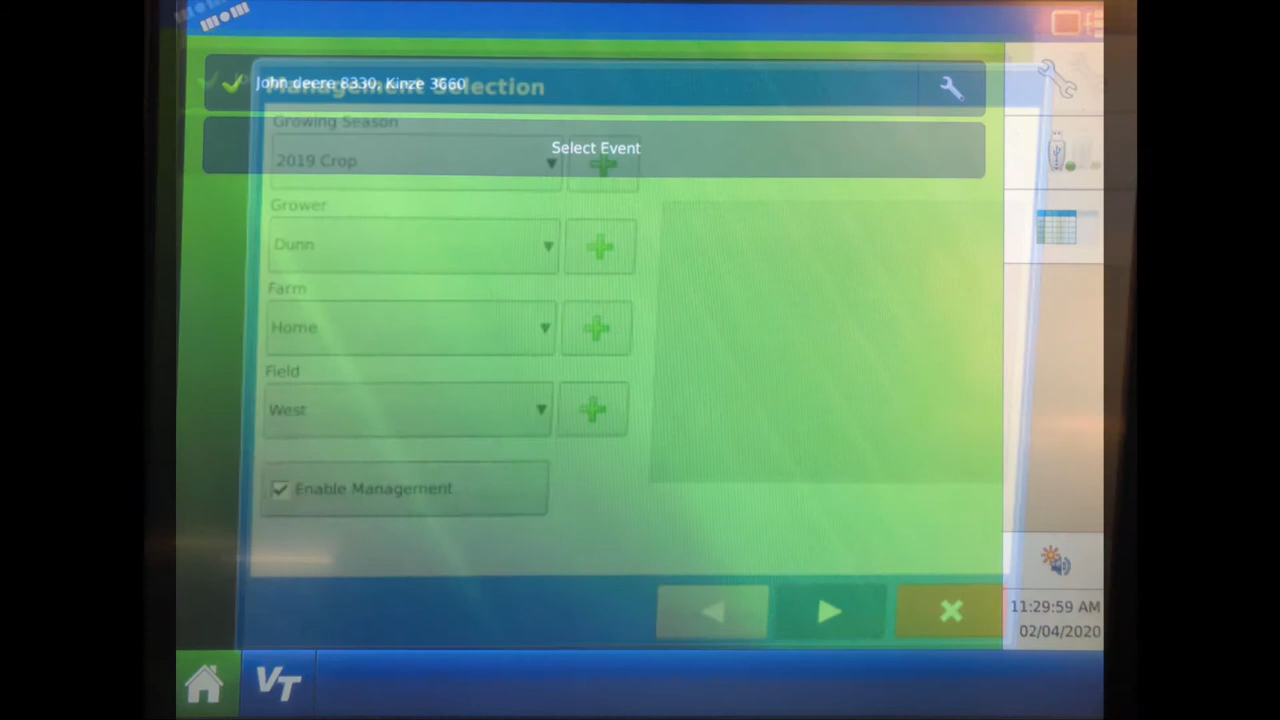 John deere 8330, Kinze 3660
Management Selection
Growing Season
Select Event
2019 Crop
Grower
Dunn
Farm
Home
Field
West
Enable Management
11:29:59 AM
02/04/2020
VT